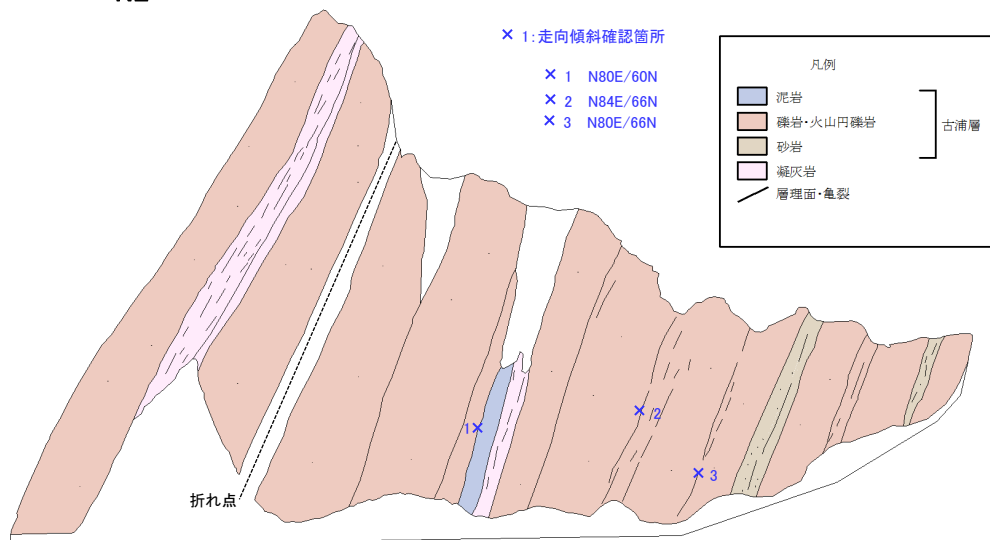 NE
× 1:走向傾斜確認箇所
× 1 N80E/60N
× 2 N84E/66N
× 3 N80E/66N
凡例
泥岩
礫岩・火山円礫岩
砂岩
古浦層
凝灰岩
層理面・亀裂
1×
×2
× 3
折れ点